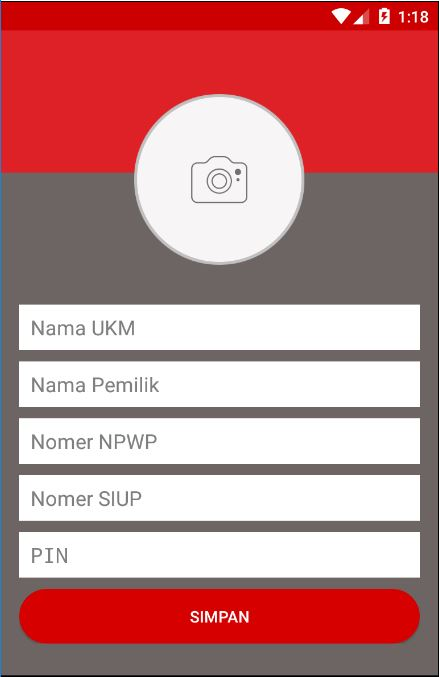 1:18
Nama UKM
Nama Pemilik
Nomer NPWP
Nomer SIUP
PIN
SIMPAN